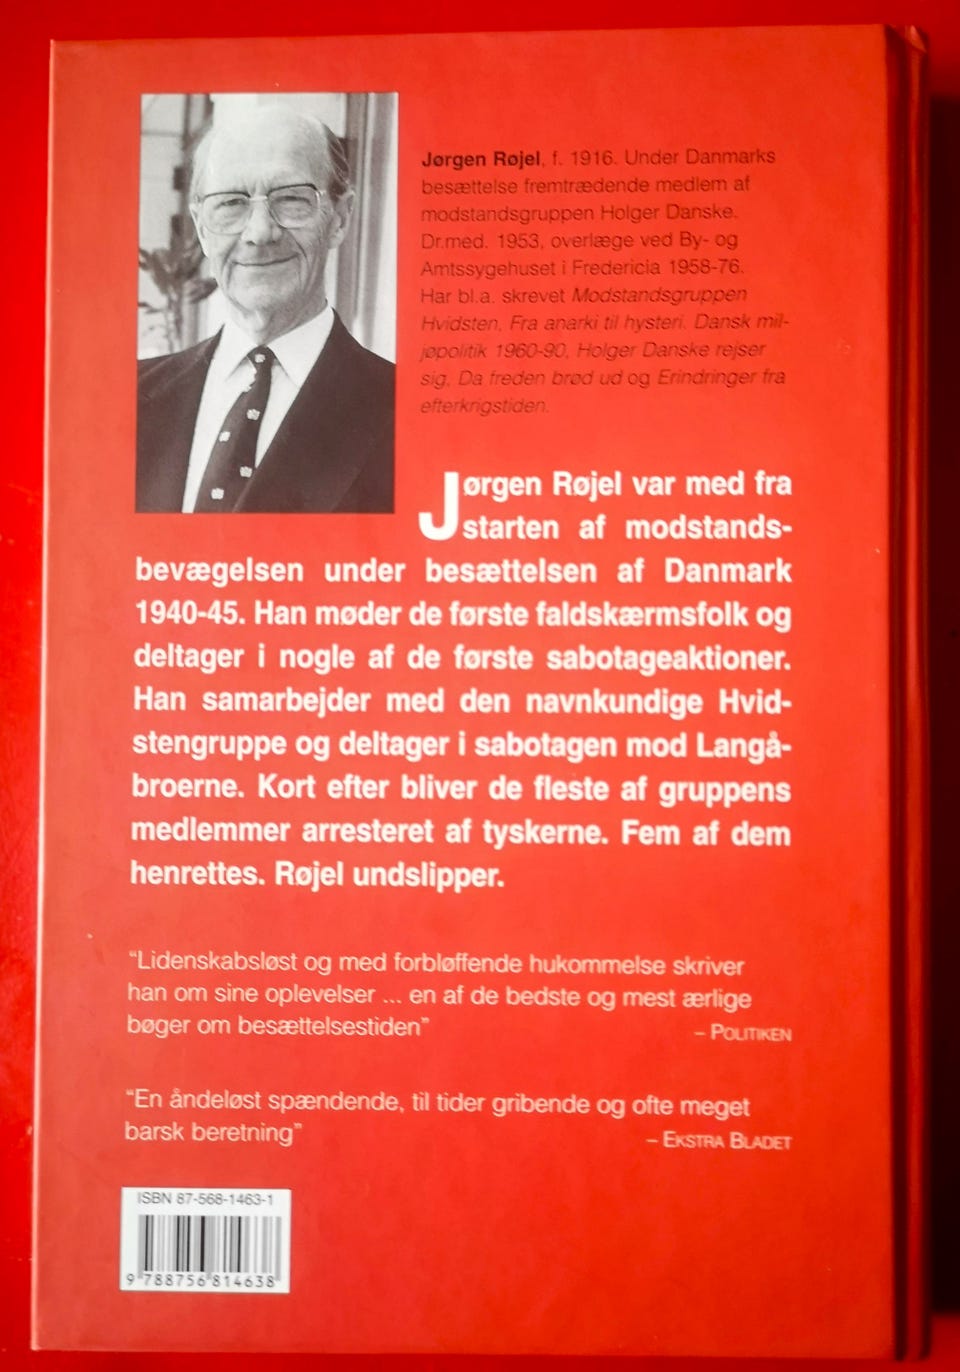 Jørgen Røjel, f. 1916. Under Danmarks
besættelse fremtrædende medlem af
modstandsgruppen Holger Danske.
Dr.med. 1953, overlæge ved By- og
Amtssygehuset i Fredericia 1958-76.
Har bl.a. skrevet Modstandsgruppen
Hvidsten, Fra anarki til hysteri. Dansk mil-
jøpolitik 1960-90, Holger Danske rejser
sig, Da freden brød ud og Erindringer fra
efterkrigstiden.
Jørgen Røjel var med fra
starten af modstands-
bevægelsen under besættelsen af Danmark
1940-45. Han møder de første faldskærmsfolk og
deltager i nogle af de første sabotageaktioner.
Han samarbejder med den navnkundige Hvid-
stengruppe og deltager i sabotagen mod Langå-
broerne. Kort efter bliver de fleste af gruppens
medlemmer arresteret af tyskerne. Fem af dem
henrettes. Røjel undslipper.
"Lidenskabsløst og med forbløffende hukommelse skriver
han om sine oplevelser ... en af de bedste og mest ærlige
bøger om besættelsestiden" – POLITIKEN
"En åndeløst spændende, til tider gribende og ofte meget
barsk beretning" – EKSTRA BLADET
ISBN 87-568-1463-1
9 788756 814638